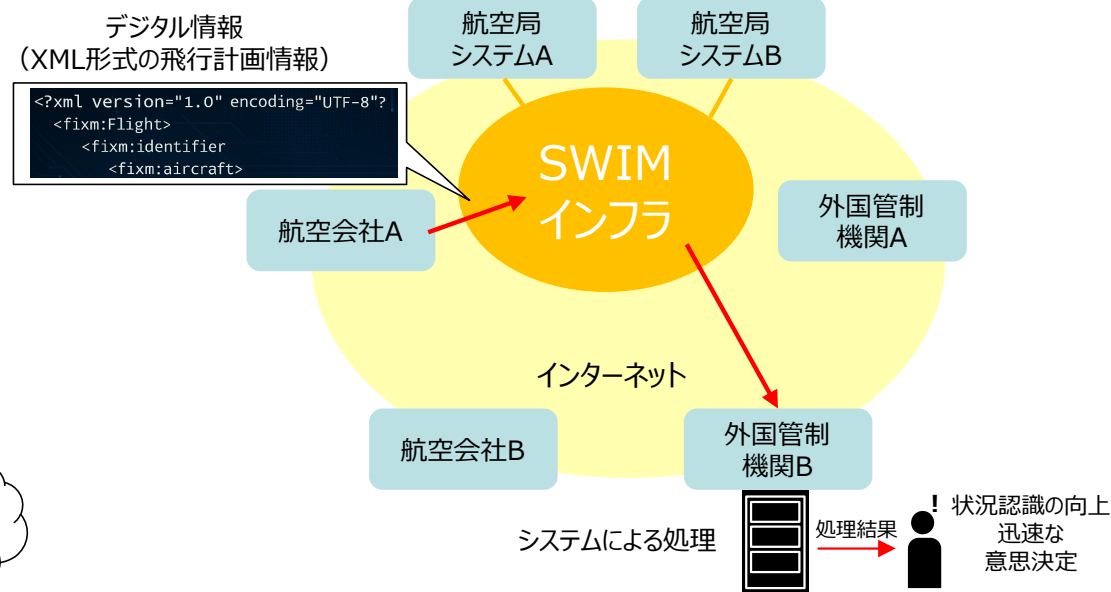 デジタル情報
（XML形式の飛行計画情報）
<?xml version="1.0" encoding="UTF-8"?
<fixm:Flight>
<fixm:identifier
<fixm:aircraft>
航空局
システムA
航空局
システムB
SWIM
インフラ
航空会社A
外国管制
機関A
インターネット
航空会社B
外国管制
機関B
システムによる処理
処理結果
!
状況認識の向上
迅速な
意思決定